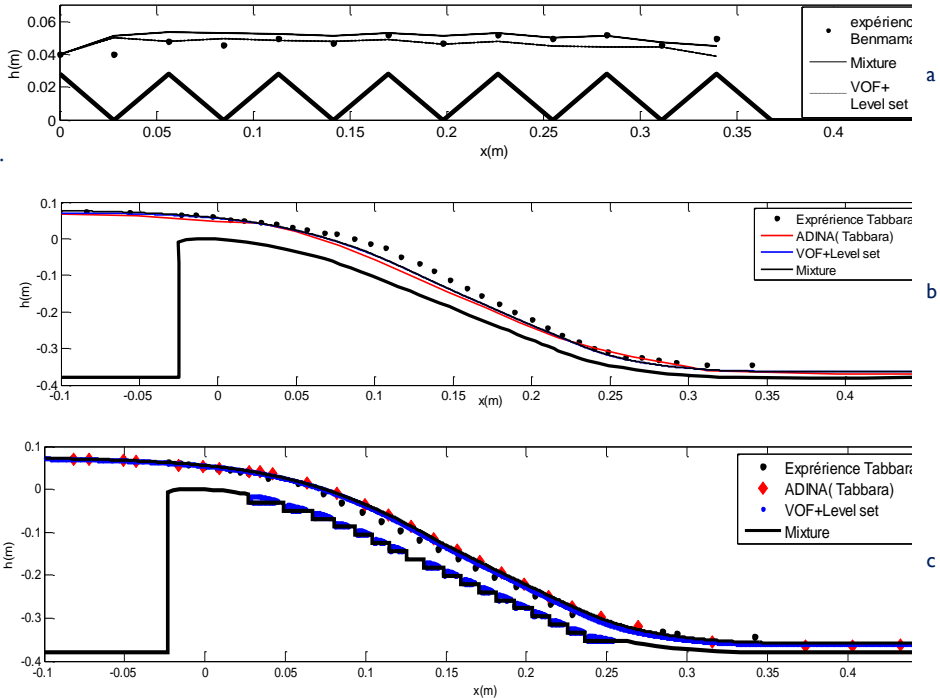 0.06
0.04
0.02
0
h(m)
0 0.05 0.1 0.15 0.2 0.25 0.3 0.35 0.4
x(m)
expérience
Benmama
Mixture
VOF+
Level set
a
.
0.1
0
-0.1
-0.2
-0.3
-0.4
h(m)
-0.1 -0.05 0 0.05 0.1 0.15 0.2 0.25 0.3 0.35 0.4
x(m)
Exprérience Tabbara
ADINA( Tabbara)
VOF+Level set
Mixture
b
0.1
0
-0.1
-0.2
-0.3
-0.4
h(m)
-0.1 -0.05 0 0.05 0.1 0.15 0.2 0.25 0.3 0.35 0.4
x(m)
Exprérience Tabbara
ADINA( Tabbara)
VOF+Level set
Mixture
c